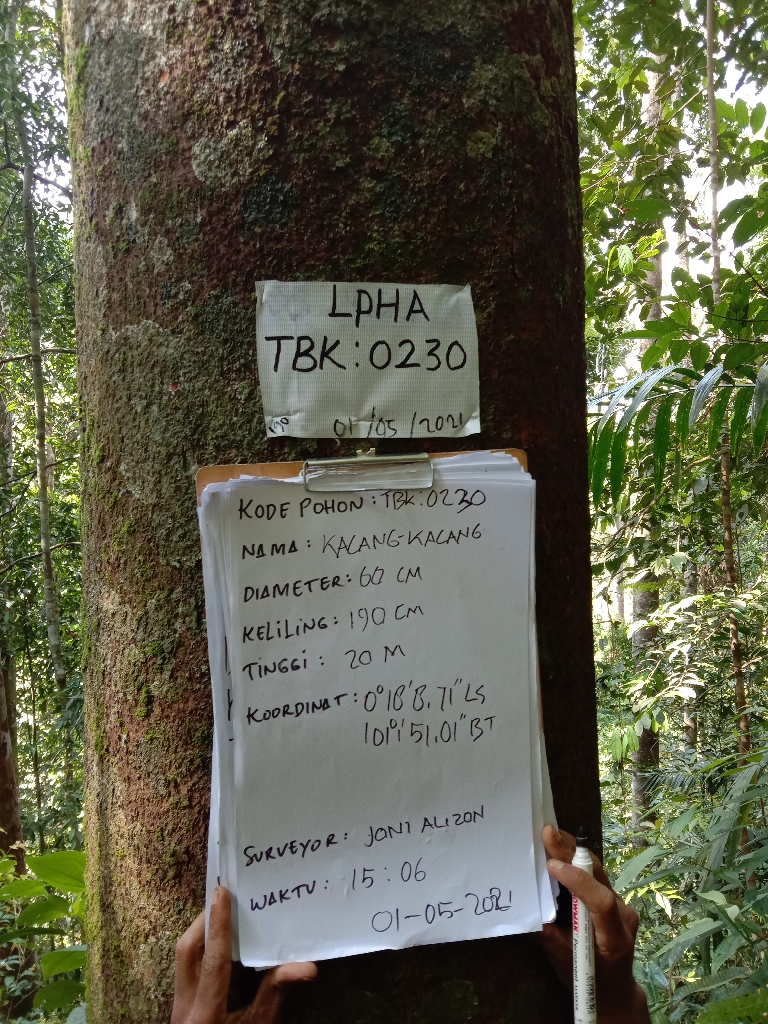 LPHA
TBK : 0230
01/05/2021
KODE POHON : TBK : 0230
NAMA : KACANG-KACANG
DIAMETER : 60 CM
KELILING : 190 CM
TINGGI : 20 M
KOORDINAT : 0°18'8,71" LS
101°1'51,01" BT
SURVEYOR : JONI ALIZON
WAKTU : 15 : 06
01-05-2021